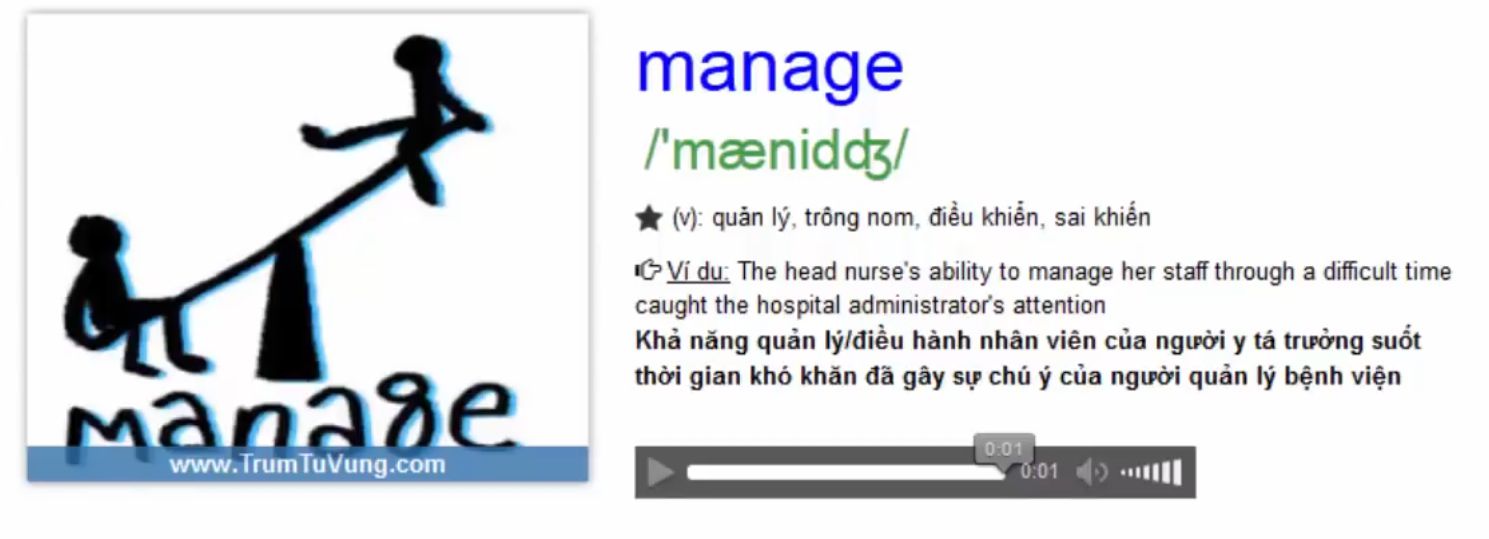 manage
www.TrumTuVung.com
manage
/'mænidʤ/
(v): quản lý, trông nom, điều khiển, sai khiến
Ví dụ: The head nurse's ability to manage her staff through a difficult time
caught the hospital administrator's attention
Khả năng quản lý/điều hành nhân viên của người y tá trưởng suốt
thời gian khó khăn đã gây sự chú ý của người quản lý bệnh viện
0:01
0:01